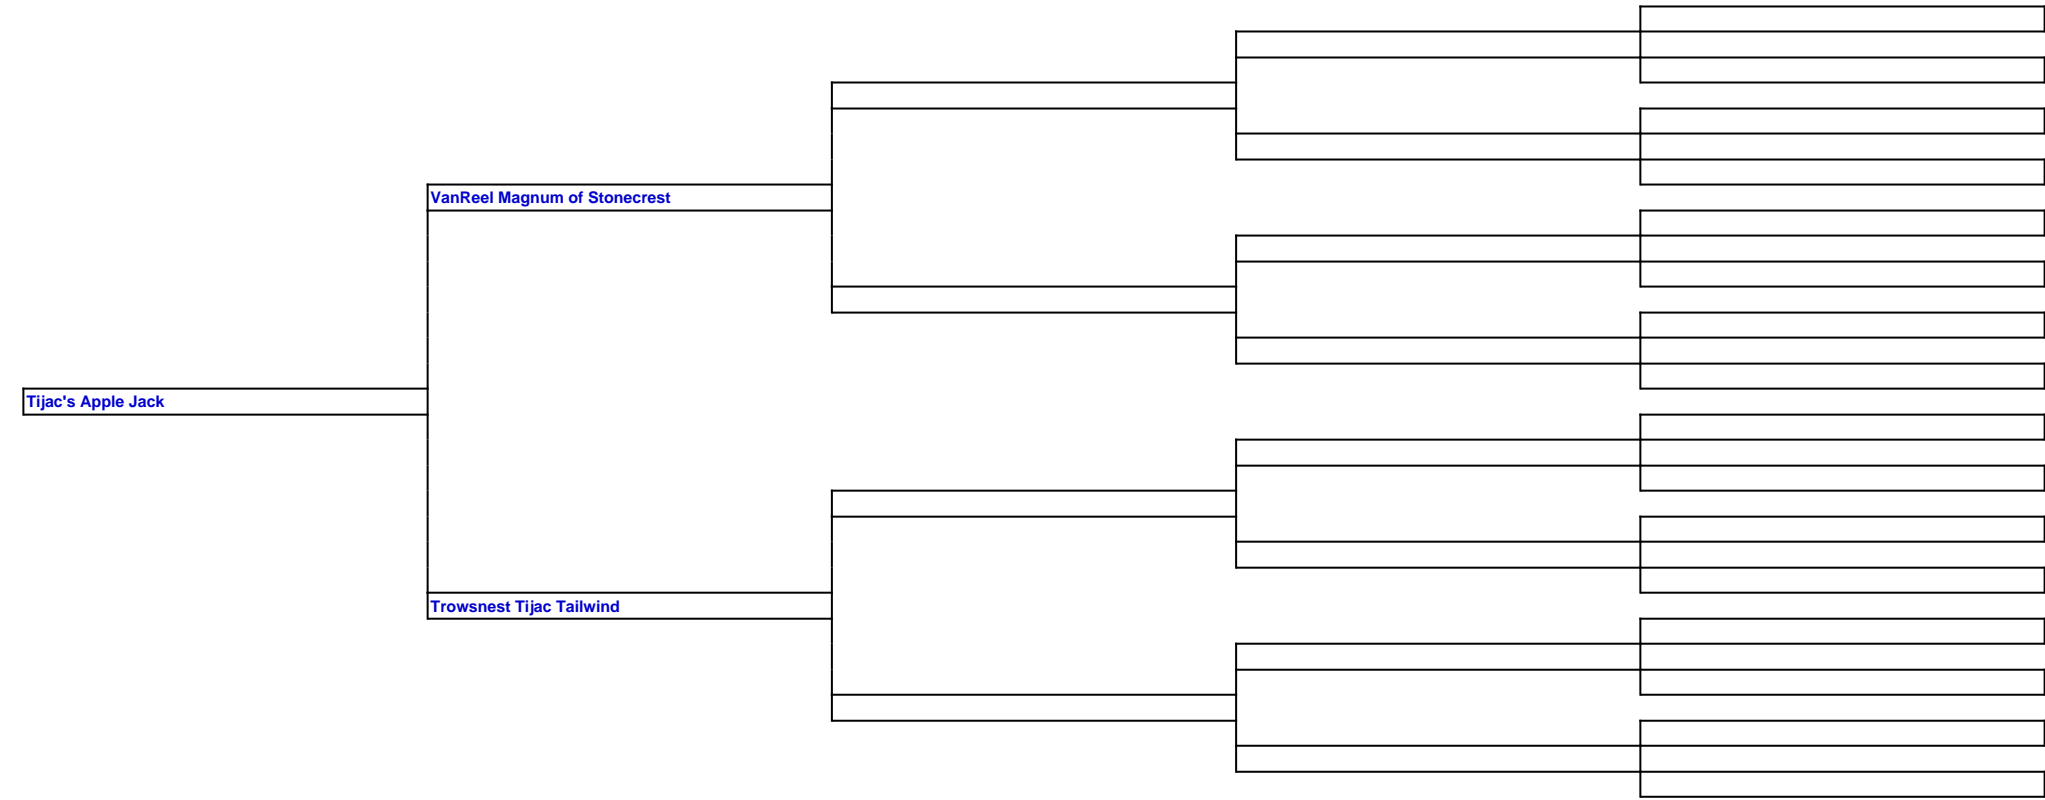 VanReel Magnum of Stonecrest
Tijac's Apple Jack
Trowsnest Tijac Tailwind